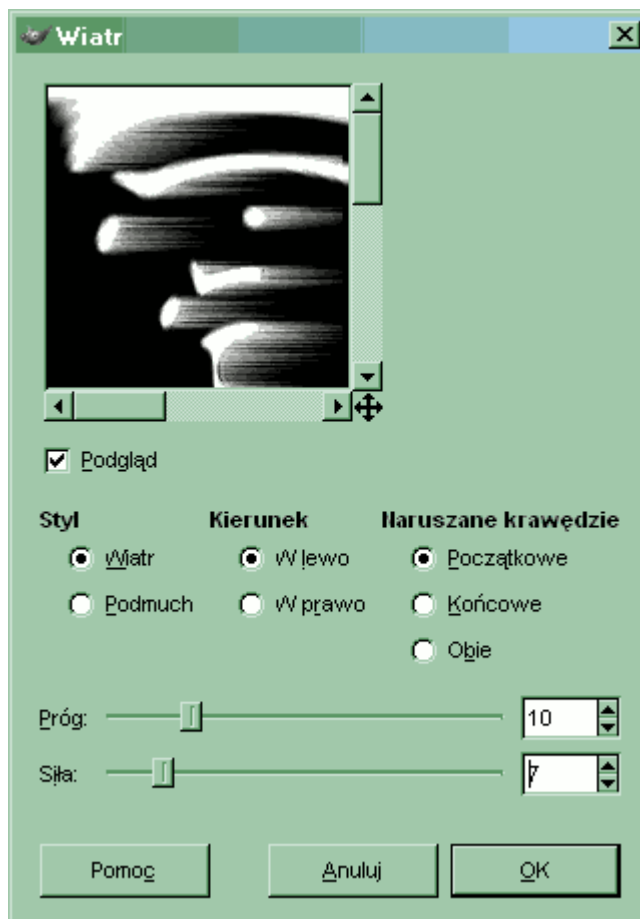 Wiatr
Podgląd
Styl Kierunek Naruszane krawędzie
Wiatr W lewo Początkowe
Podmuch W prawo Końcowe
Obie
Próg: 10
Siła: 7
Pomoc Anuluj OK